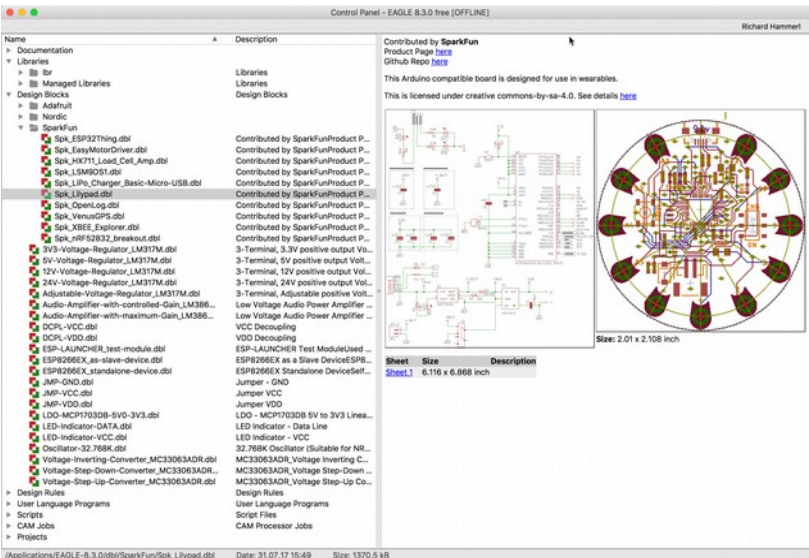 Control Panel - EAGLE 8.3.0 free [OFFLINE]
Richard Hammerl
Name Description
Documentation
Libraries
lbr Libraries
Managed Libraries Libraries
Design Blocks Design Blocks
Adafruit
Nordic
SparkFun
Spk_ESP32Thing.dbl Contributed by SparkFunProduct P...
Spk_EasyMotorDriver.dbl Contributed by SparkFunProduct P...
Spk_HX711_Load_Cell_Amp.dbl Contributed by SparkFunProduct P...
Spk_LSM9DS1.dbl Contributed by SparkFunProduct P...
Spk_LiPo_Charger_Basic-Micro-USB.dbl Contributed by SparkFunProduct P...
Spk_Lilypad.dbl Contributed by SparkFunProduct P...
Spk_OpenLog.dbl Contributed by SparkFunProduct P...
Spk_VenusGPS.dbl Contributed by SparkFunProduct P...
Spk_XBEE_Explorer.dbl Contributed by SparkFunProduct P...
Spk_nRF52832_breakout.dbl Contributed by SparkFunProduct P...
3V3-Voltage-Regulator_LM317M.dbl 3-Terminal, 3.3V positive output Vo...
5V-Voltage-Regulator_LM317M.dbl 3-Terminal, 5V positive output Volt...
12V-Voltage-Regulator_LM317M.dbl 3-Terminal, 12V positive output Vol...
24V-Voltage-Regulator_LM317M.dbl 3-Terminal, 24V positive output Vol...
Adjustable-Voltage-Regulator_LM317M.dbl 3-Terminal, Adjustable positive Volt...
Audio-Amplifier-with-controlled-Gain_LM386... Low Voltage Audio Power Amplifier ...
Audio-Amplifier-with-maximum-Gain_LM386... Low Voltage Audio Power Amplifier ...
DCPL-VCC.dbl VCC Decoupling
DCPL-VDD.dbl VDD Decoupling
ESP-LAUNCHER_test-module.dbl ESP-LAUNCHER Test ModuleUsed ...
ESP8266EX_as-slave-device.dbl ESP8266EX as a Slave DeviceESP8...
ESP8266EX_standalone-device.dbl ESP8266EX Standalone DeviceSelf...
JMP-GND.dbl Jumper - GND
JMP-VCC.dbl Jumper VCC
JMP-VDD.dbl Jumper VDD
LDO-MCP1703DB-5V0-3V3.dbl LDO - MCP1703DB 5V to 3V3 Linea...
LED-Indicator-DATA.dbl LED Indicator - Data Line
LED-Indicator-VCC.dbl LED Indicator - VCC
Oscillator-32.768K.dbl 32.768K Oscillator (Suitable for NR...
Voltage-Inverting-Converter_MC33063ADR.dbl MC33063ADR_Voltage Inverting C...
Voltage-Step-Down-Converter_MC33063ADR... MC33063ADR_Voltage Step-Down ...
Voltage-Step-Up-Converter_MC33063ADR.dbl MC33063ADR_Voltage Step-Up Co...
Design Rules Design Rules
User Language Programs User Language Programs
Scripts Script Files
CAM Jobs CAM Processor Jobs
Projects
Contributed by SparkFun
Product Page here
Github Repo here
This Arduino compatible board is designed for use in wearables.
This is licensed under creative commons-by-sa-4.0. See details here
Size: 2.01 x 2.108 inch
Sheet Size Description
Sheet 1 6.116 x 6.868 inch
/Applications/EAGLE-8.3.0/dbl/SparkFun/Spk_Lilypad.dbl Date: 31.07.17 15:49 Size: 1370.5 kB